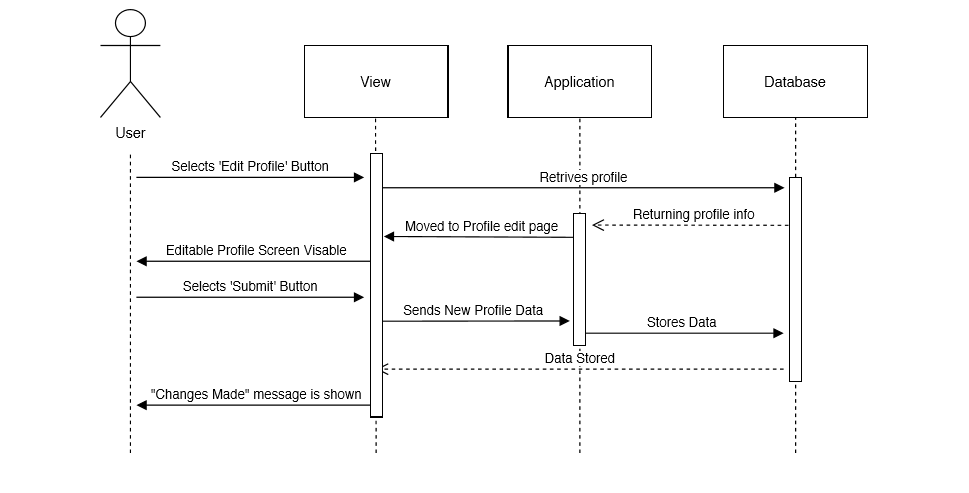 View
Application
Database
User
Selects 'Edit Profile' Button
Retrives profile
Returning profile info
Moved to Profile edit page
Editable Profile Screen Visable
Selects 'Submit' Button
Sends New Profile Data
Stores Data
Data Stored
"Changes Made" message is shown